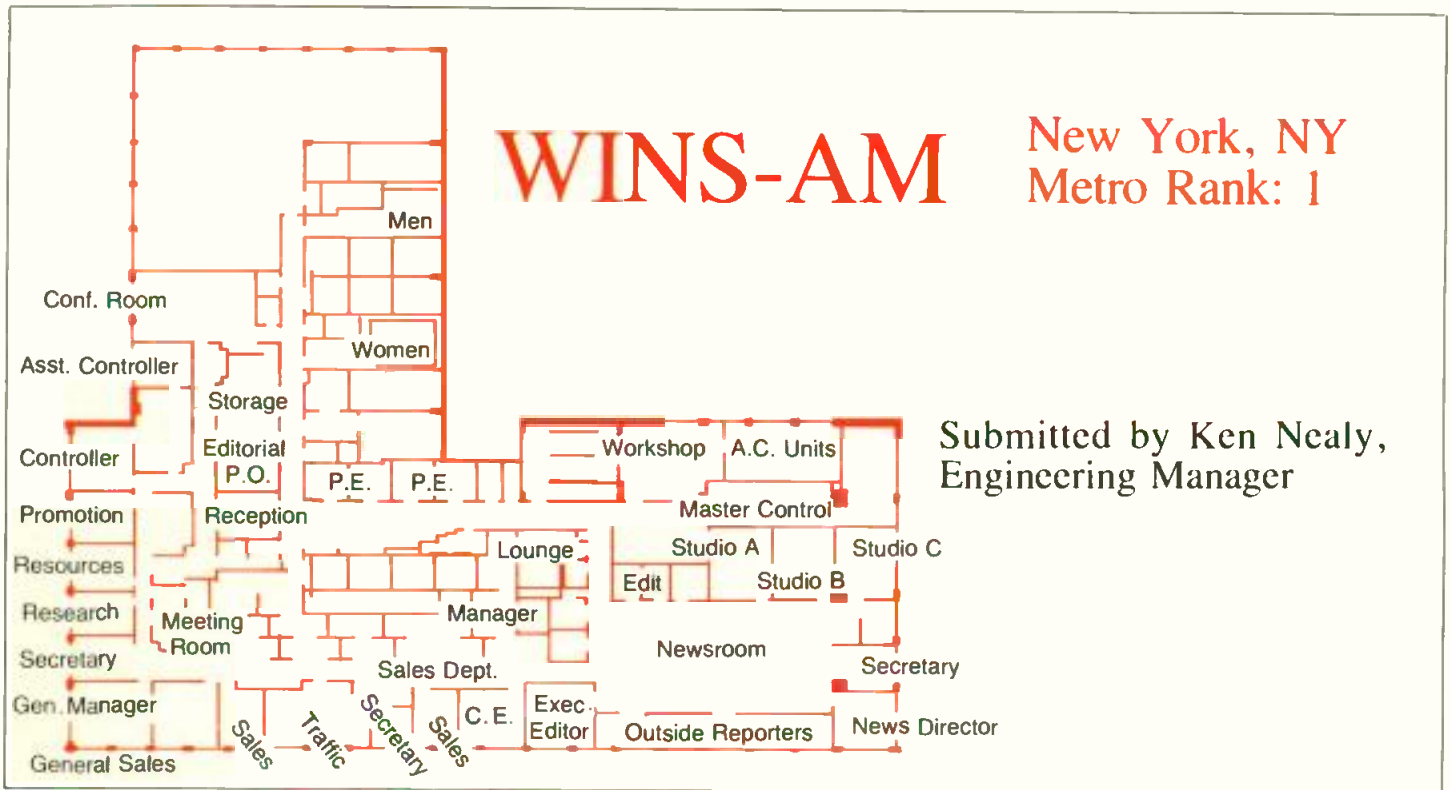 WINS-AM
New York, NY
Metro Rank: 1
Men
Conf. Room
Women
Asst. Controller
Storage
Editorial
P.O.
Workshop
A.C. Units
Submitted by Ken Nealy,
Engineering Manager
Controller
P.E.
P.E.
Promotion
Reception
Master Control
Lounge
Studio A
Studio C
Resources
Edit
Studio B
Research
Meeting
Room
Manager
Newsroom
Secretary
Sales Dept.
Secretary
Gen. Manager
Sales
Traffic
Secretary
Sales
C.E.
Exec.
Editor
Outside Reporters
News Director
General Sales